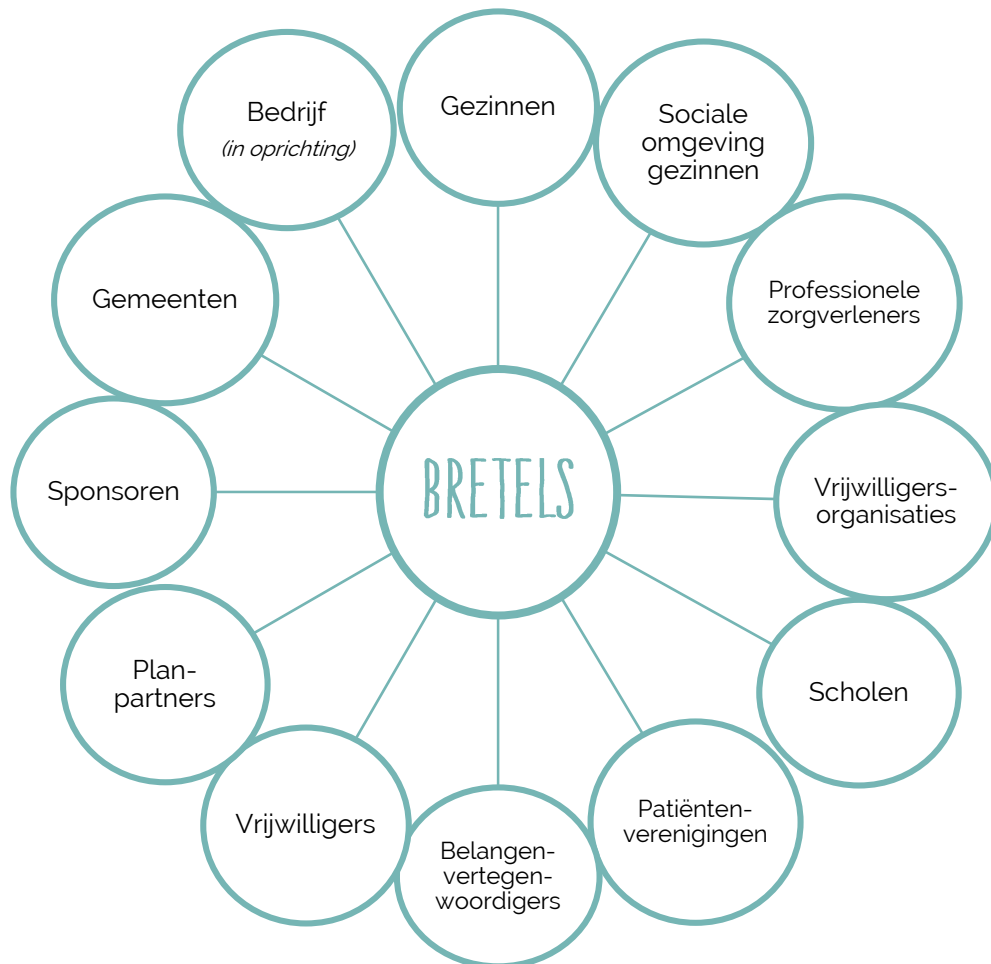 Gezinnen
Sociale
omgeving
gezinnen
Professionele
zorgverleners
Vrijwilligers-
organisaties
Scholen
Patiënten-
verenigingen
Belangen-
vertegen-
woordigers
Vrijwilligers
Plan-
partners
Sponsoren
Gemeenten
Bedrijf
(in oprichting)
BRETELS